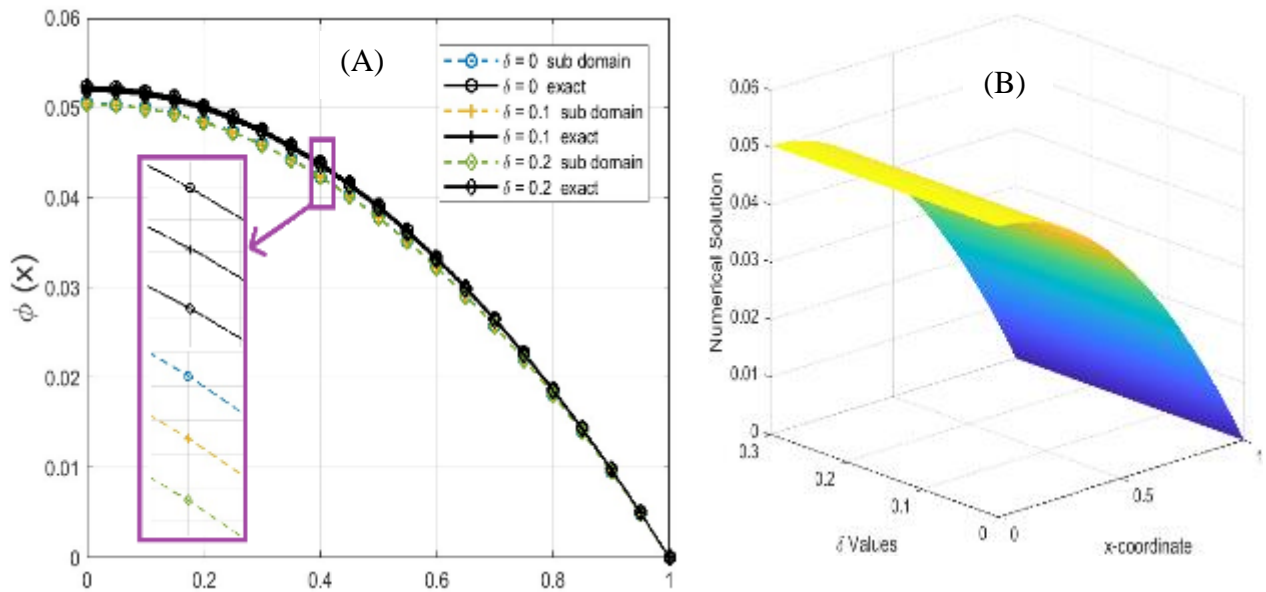 0.06
0.05
0.04
0.03
0.02
0.01
0
ϕ (x)
0
0.2
0.4
0.6
0.8
1
(A)
δ = 0 sub domain
δ = 0 exact
δ = 0.1 sub domain
δ = 0.1 exact
δ = 0.2 sub domain
δ = 0.2 exact
(B)
0.06
0.05
0.04
0.03
0.02
0.01
0
Numerical Solution
0.3
0.2
0.1
0
δ Values
0
0.5
1
x-coordinate